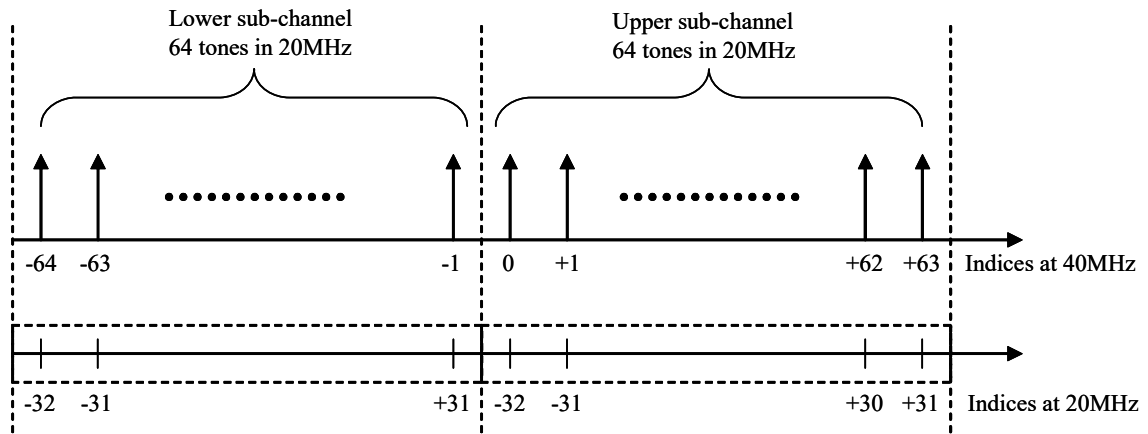 Lower sub-channel
64 tones in 20MHz
Upper sub-channel
64 tones in 20MHz
-64 -63 -1 0 +1 +62 +63 Indices at 40MHz
-32 -31 +31 -32 -31 +30 +31 Indices at 20MHz